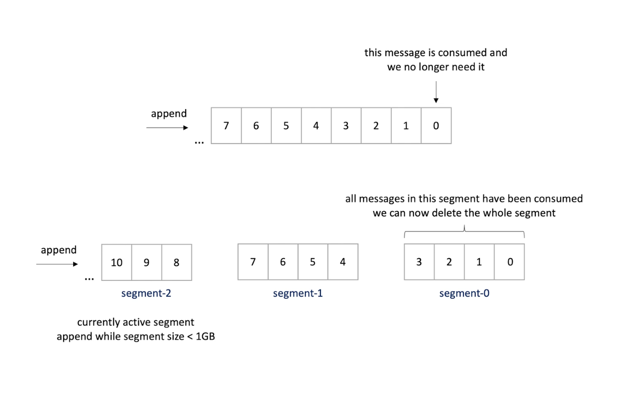 this message is consumed and
we no longer need it
append
... 7 6 5 4 3 2 1 0
all messages in this segment have been consumed
we can now delete the whole segment
append
... 10 9 8 7 6 5 4 3 2 1 0
segment-2 segment-1 segment-0
currently active segment
append while segment size < 1GB